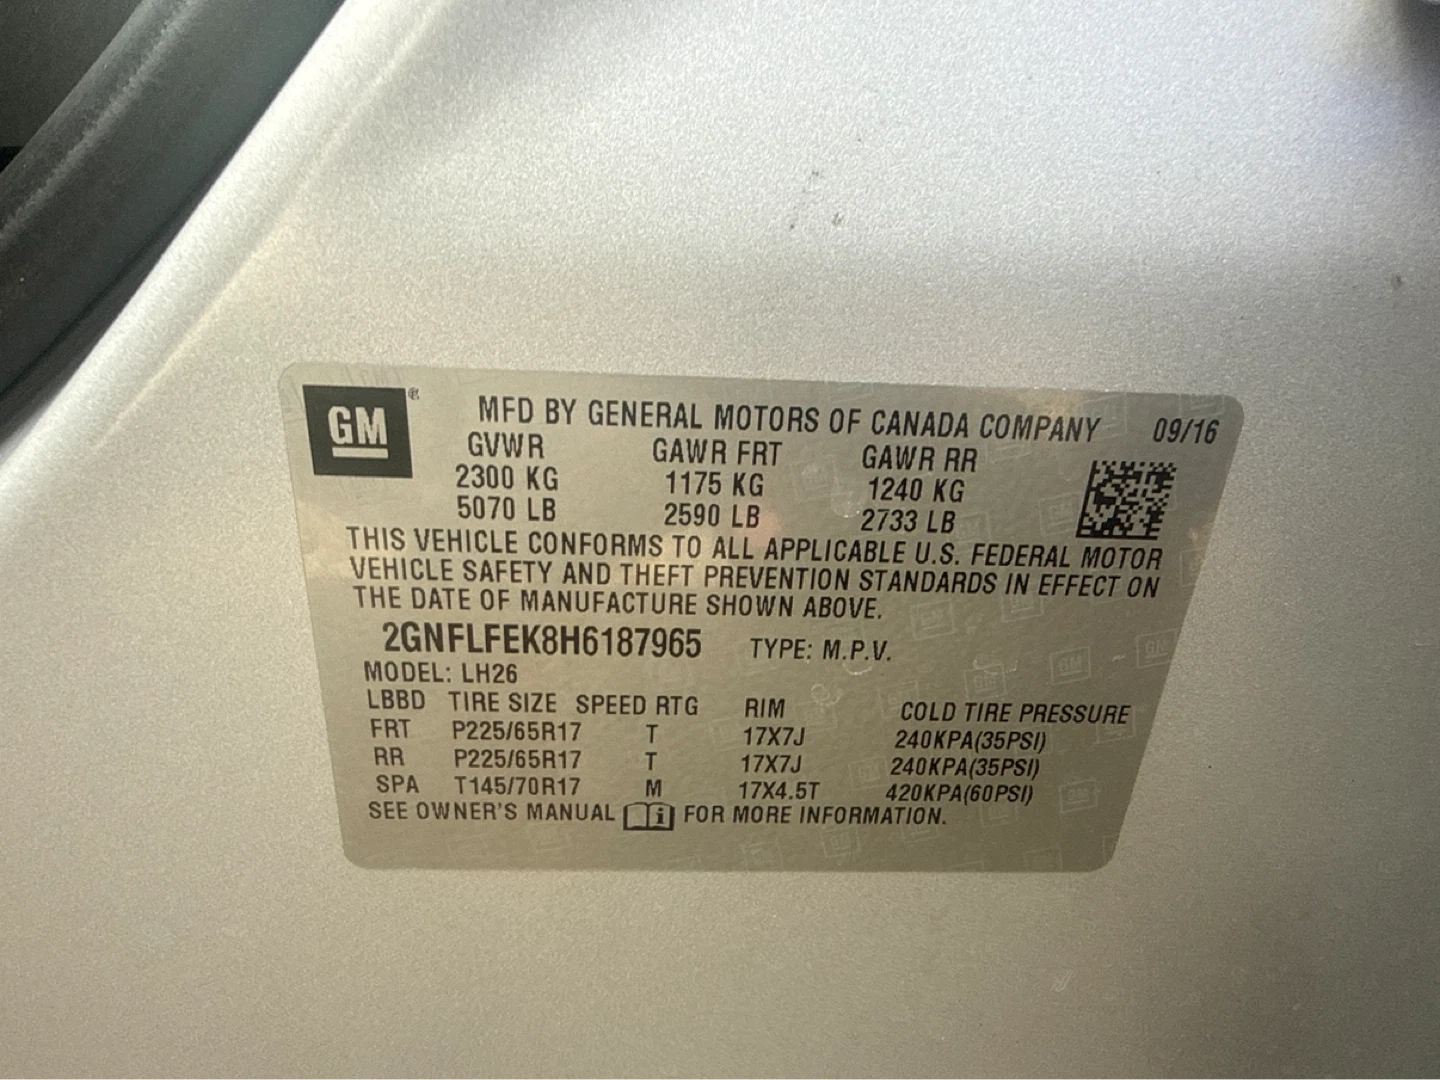 GM ®
MFD BY GENERAL MOTORS OF CANADA COMPANY 09/16
GVWR GAWR FRT GAWR RR
2300 KG 1175 KG 1240 KG
5070 LB 2590 LB 2733 LB
THIS VEHICLE CONFORMS TO ALL APPLICABLE U.S. FEDERAL MOTOR
VEHICLE SAFETY AND THEFT PREVENTION STANDARDS IN EFFECT ON
THE DATE OF MANUFACTURE SHOWN ABOVE.
2GNFLFEK8H6187965 TYPE: M.P.V.
MODEL: LH26
LBBD TIRE SIZE SPEED RTG RIM COLD TIRE PRESSURE
FRT P225/65R17 T 17X7J 240KPA(35PSI)
RR P225/65R17 T 17X7J 240KPA(35PSI)
SPA T145/70R17 M 17X4.5T 420KPA(60PSI)
SEE OWNER'S MANUAL i FOR MORE INFORMATION.